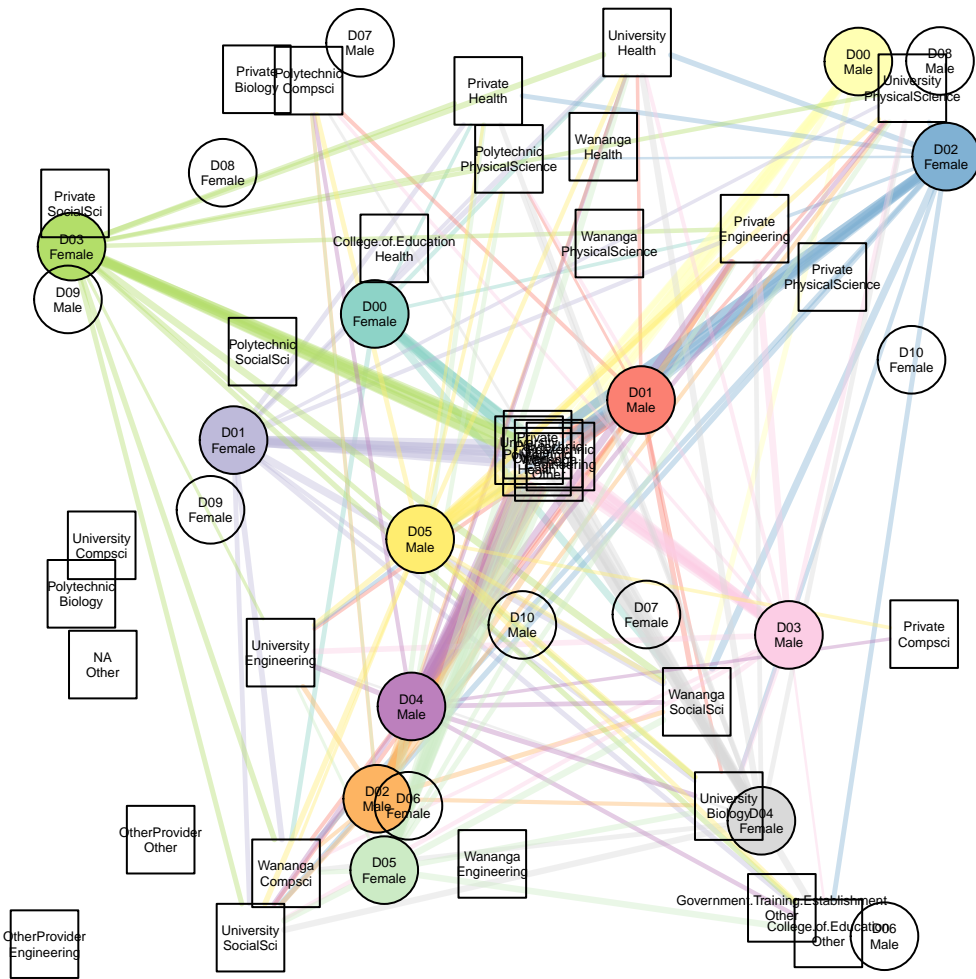 D07
Male
University
Health
D00
Male
D08
Male
Private
Biology
Polytechnic
Compsci
Private
Health
University
PhysicalScience
Polytechnic
PhysicalScience
Wananga
Health
D02
Female
D08
Female
Private
SocialSci
D03
Female
College.of.Education
Health
Wananga
PhysicalScience
Private
Engineering
Private
PhysicalScience
D09
Male
D00
Female
Polytechnic
SocialSci
D10
Female
D01
Male
D01
Female
Private
Engineering
Other
D09
Female
University
Compsci
D05
Male
Polytechnic
Biology
D10
Male
D07
Female
D03
Male
Private
Compsci
NA
Other
University
Engineering
Wananga
SocialSci
D04
Male
D02
Male
D06
Female
University
Biology
D04
Female
OtherProvider
Other
Wananga
Compsci
D05
Female
Wananga
Engineering
Government.Training.Establishment
Other
College.of.Education
Other
D06
Male
University
SocialSci
OtherProvider
Engineering